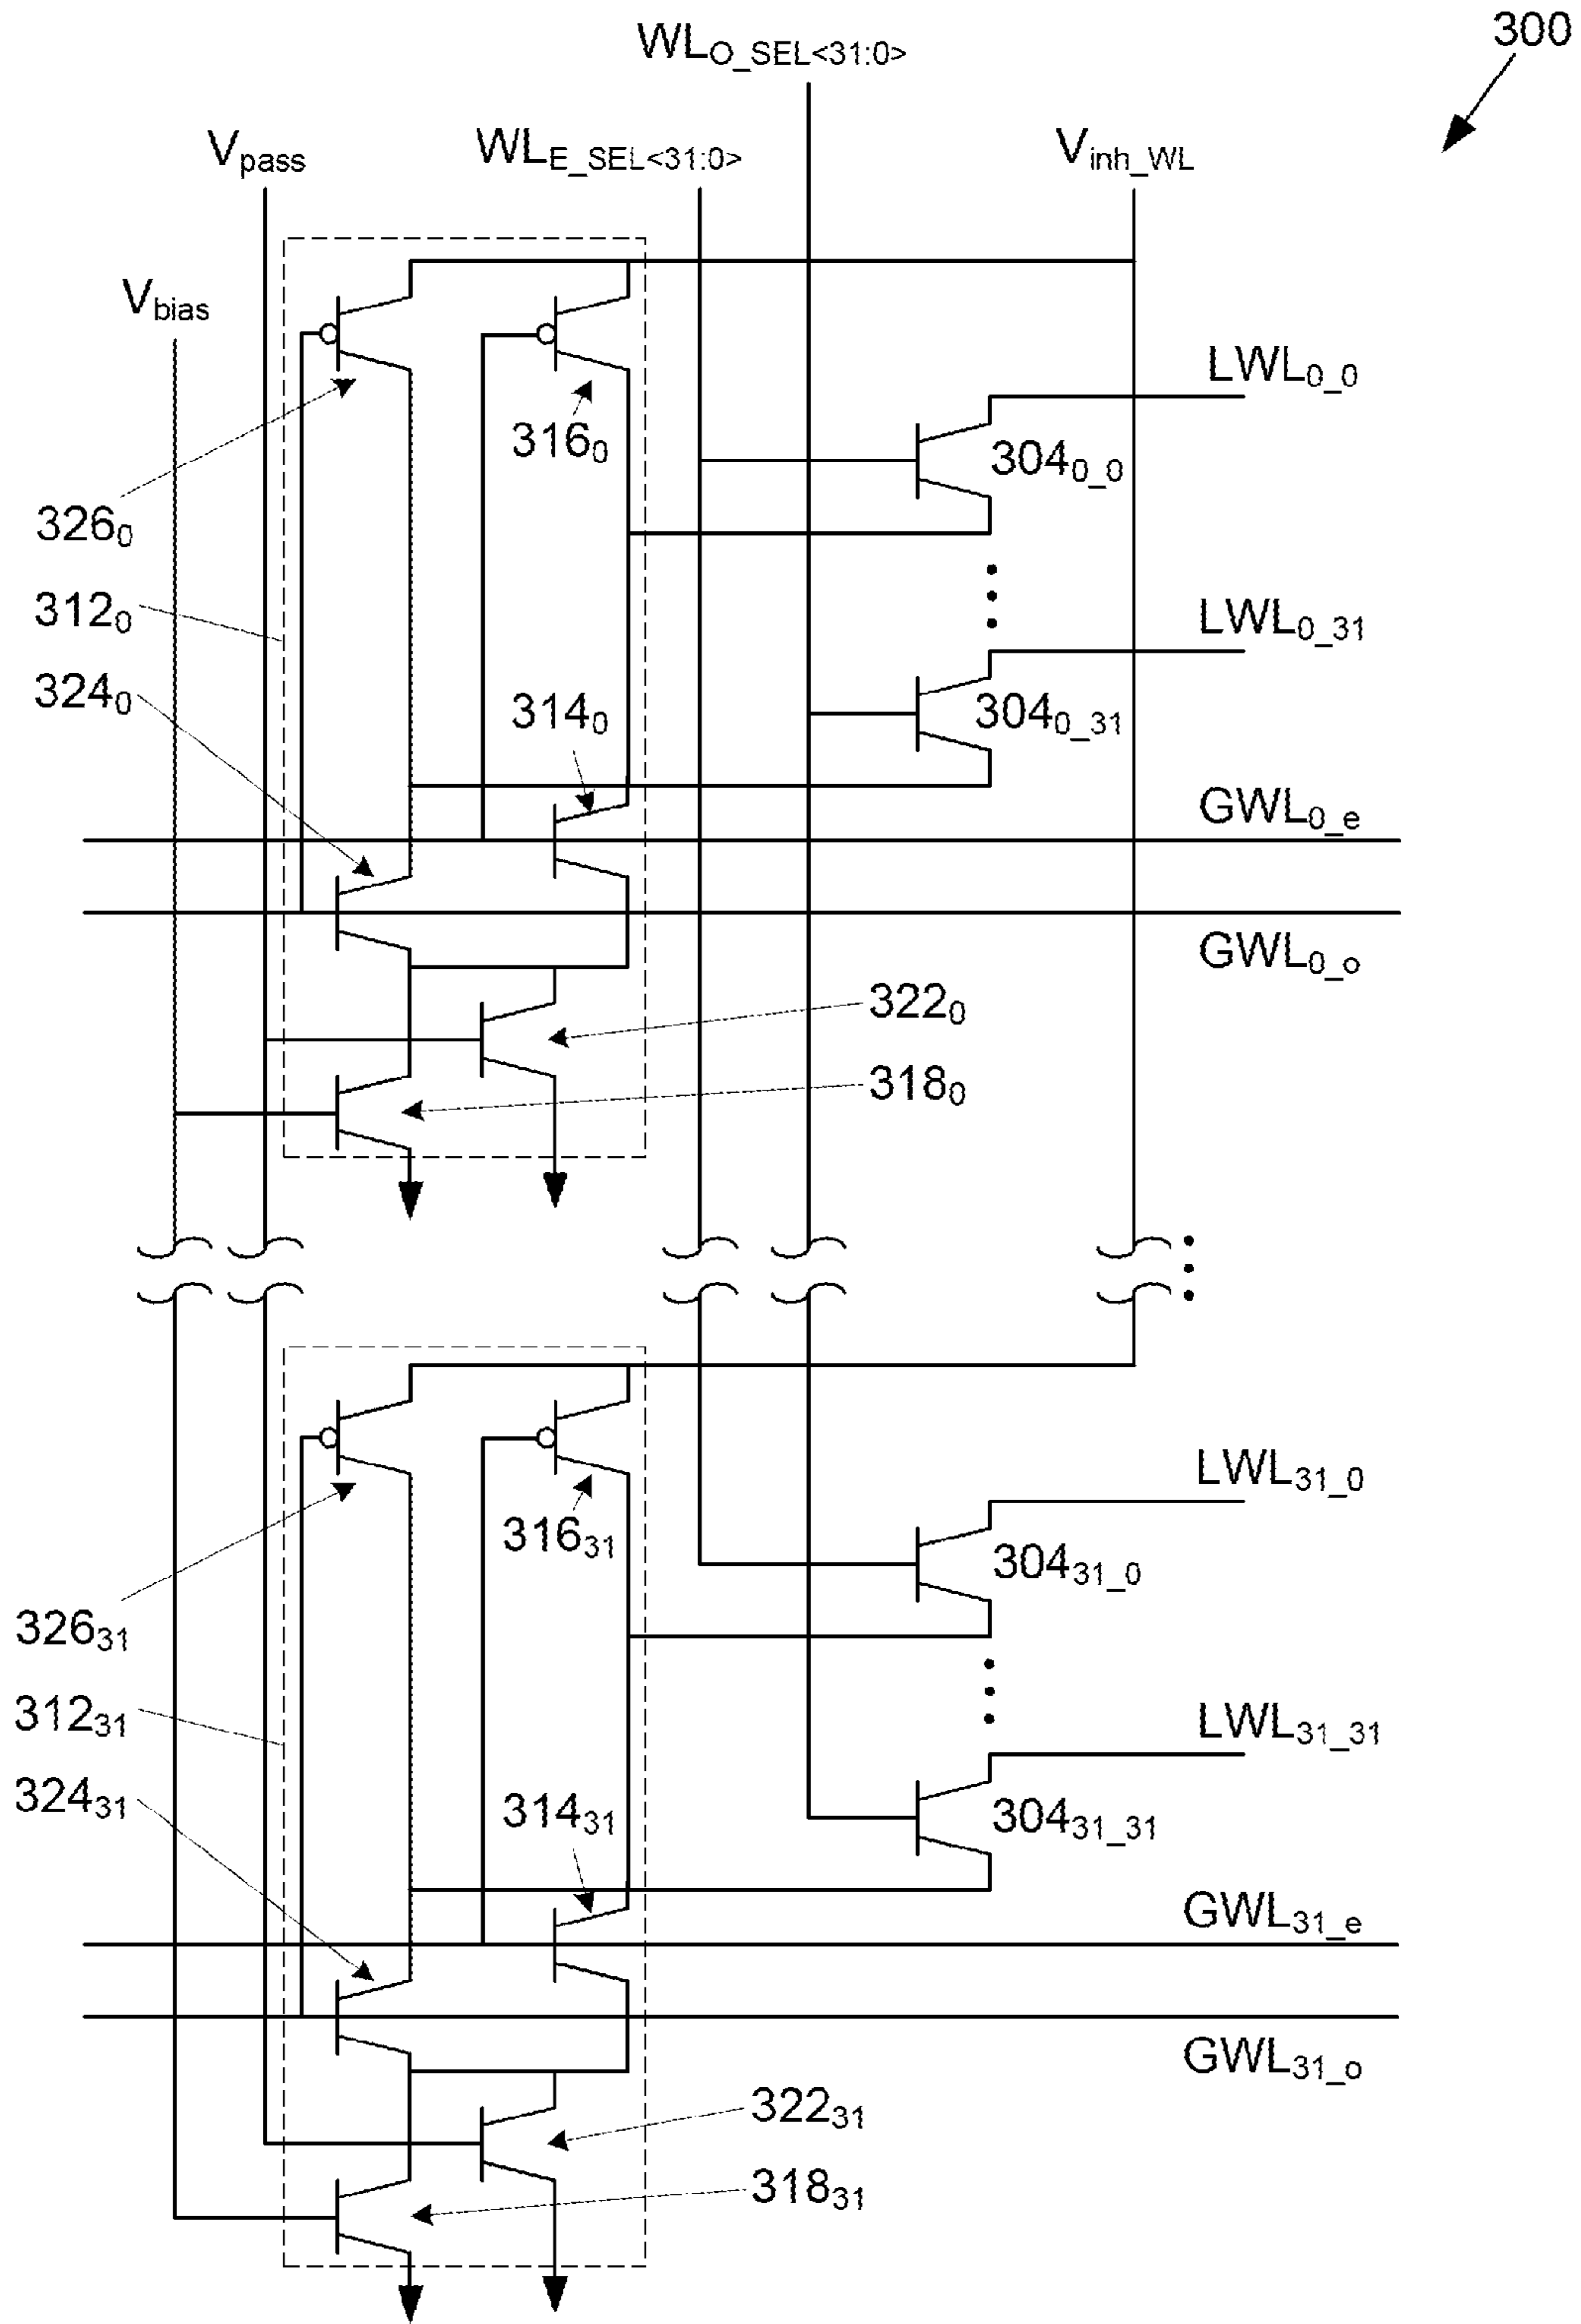 300
WLO_SEL<31:0>
Vpass
WLE_SEL<31:0>
Vinh_WL
Vbias
LWL0_0
3160
3040_0
3260
3120
LWL0_31
3240
3140
3040_31
GWL0_e
GWL0_o
3220
3180
LWL31_0
31631
30431_0
32631
31231
LWL31_31
32431
31431
30431_31
GWL31_e
GWL31_o
32231
31831